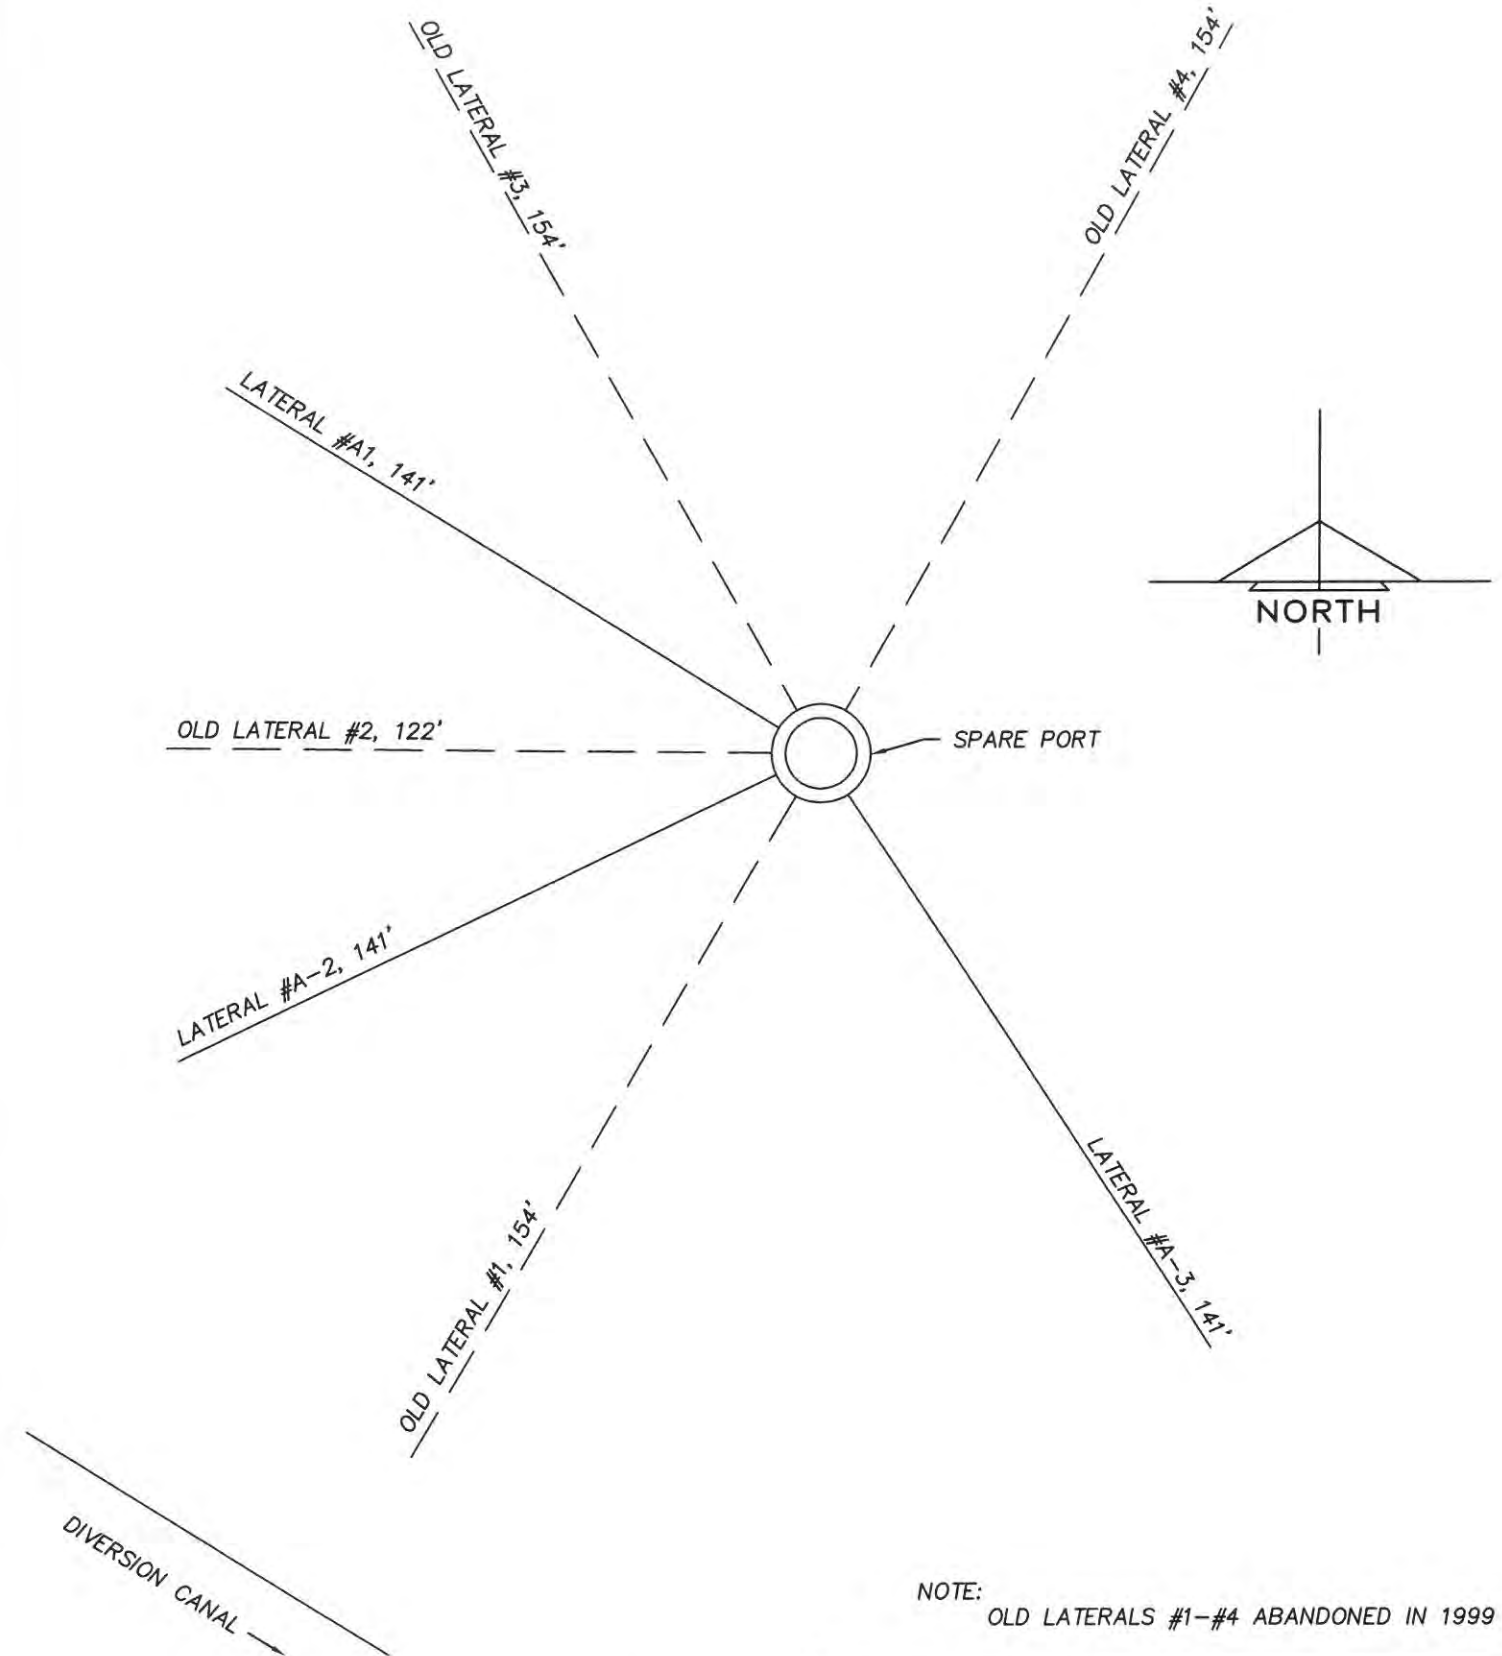 OLD LATERAL #3, 154'
OLD LATERAL #4, 154'
LATERAL #A1, 141'
NORTH
OLD LATERAL #2, 122'
SPARE PORT
LATERAL #A-2, 141'
LATERAL #A-3, 141'
OLD LATERAL #1, 154'
DIVERSION CANAL
NOTE:
OLD LATERALS #1-#4 ABANDONED IN 1999